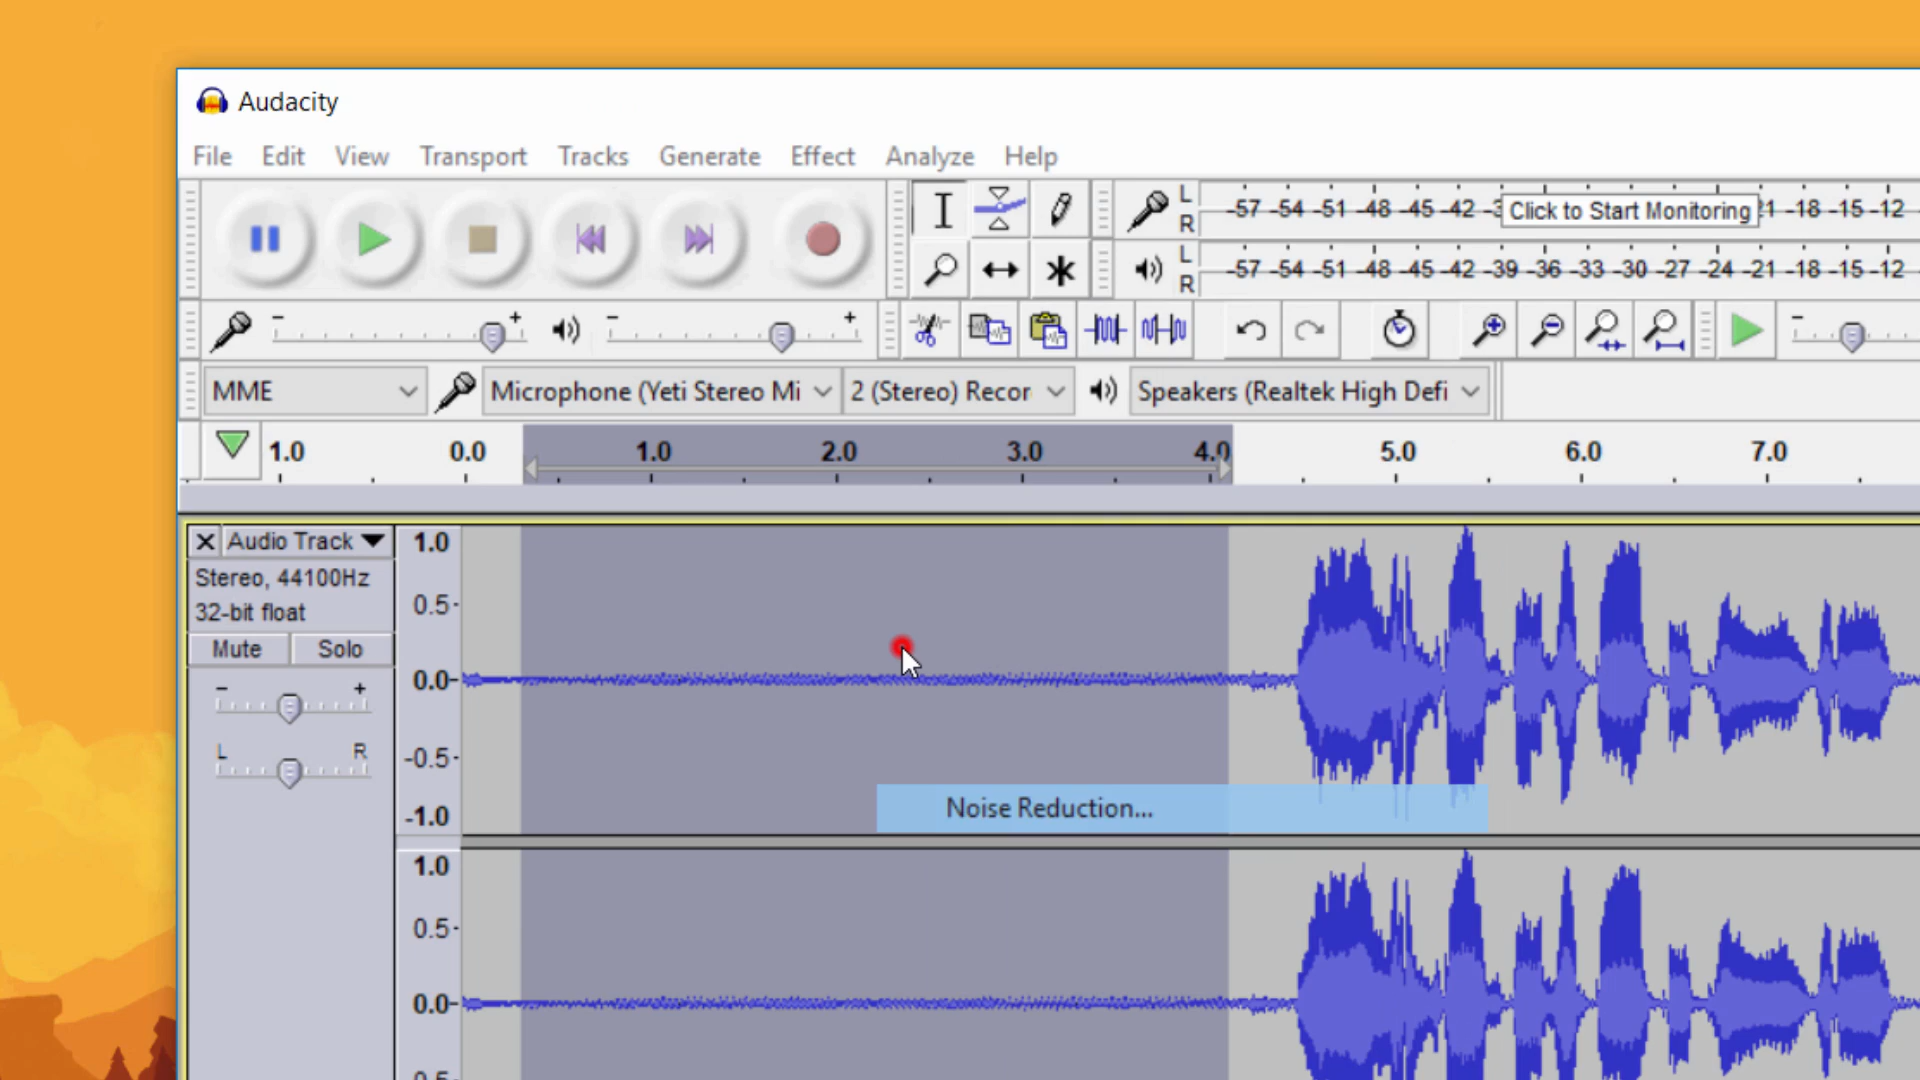 Audacity
File Edit View Transport Tracks Generate Effect Analyze Help
L
R
-57 -54 -51 -48 -45 -42 -3 Click to Start Monitoring 1 -18 -15 -12
L
R
-57 -54 -51 -48 -45 -42 -39 -36 -33 -30 -27 -24 -21 -18 -15 -12
- + - + -
MME Microphone (Yeti Stereo Mi 2 (Stereo) Recor Speakers (Realtek High Defi
1.0 0.0 1.0 2.0 3.0 4.0 5.0 6.0 7.0
X Audio Track 1.0
Stereo, 44100Hz
0.5-
32-bit float
Mute Solo
0.0-
- +
L R
-0.5-
-1.0
Noise Reduction...
1.0
0.5-
0.0-